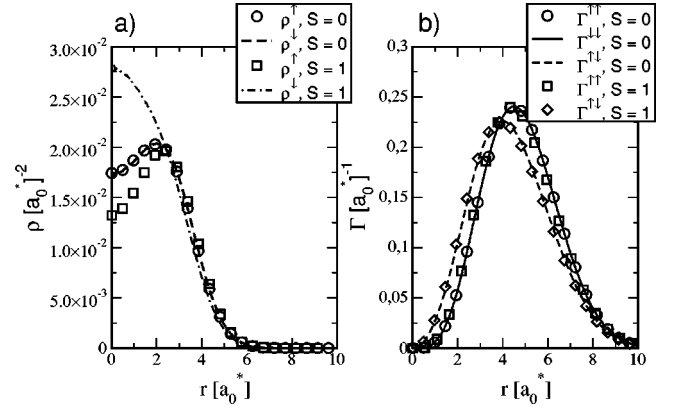 a)
ρ↑, S = 0
ρ↓, S = 0
ρ↑, S = 1
ρ↓, S = 1
3.0×10⁻²
2.5×10⁻²
2.0×10⁻²
1.5×10⁻²
1.0×10⁻²
5.0×10⁻³
0.0
ρ [a₀*]⁻²
0 2 4 6 8 10
r [a₀*]
b)
Γ↑↑, S = 0
Γ↓↓, S = 0
Γ↑↓, S = 0
Γ↑↑, S = 1
Γ↑↓, S = 1
0,3
0,25
0,2
0,15
0,1
0,05
0
Γ [a₀*]⁻¹
0 2 4 6 8 10
r [a₀*]